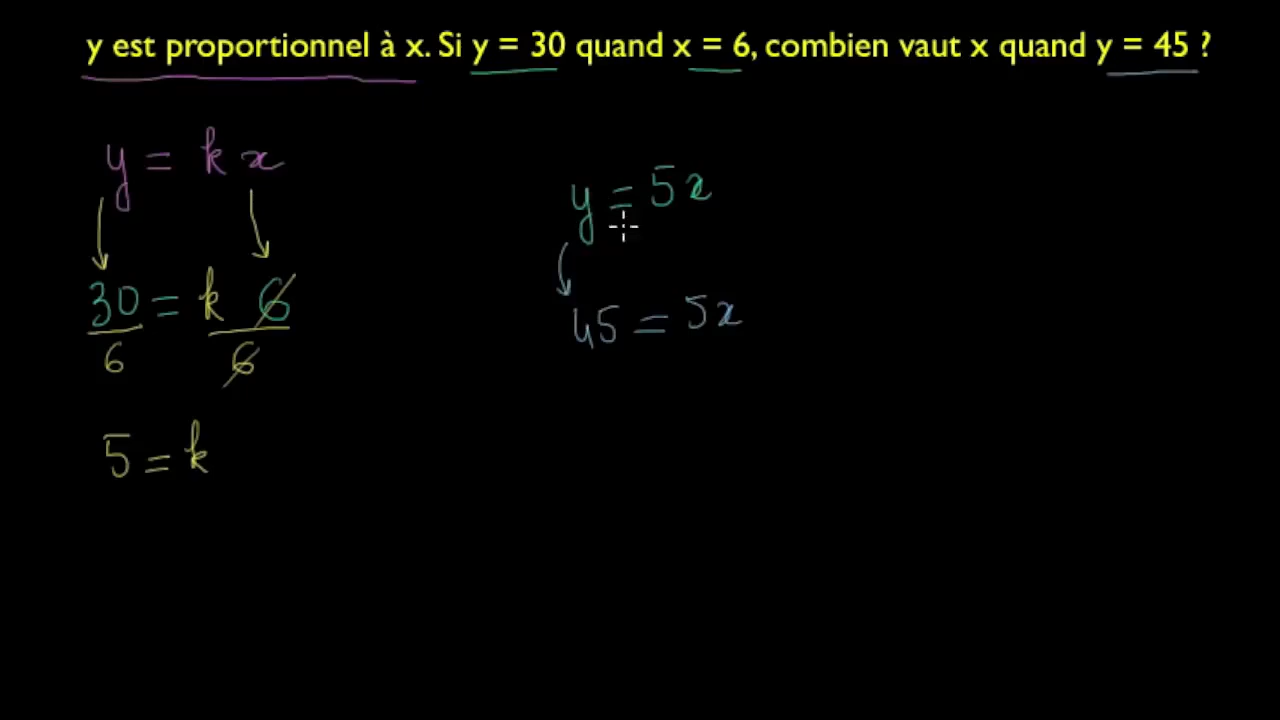 y est proportionnel à x. Si y = 30 quand x = 6, combien vaut x quand y = 45 ?
y = k x
30 = k 6
6 6
5 = k
y = 5x
45 = 5x